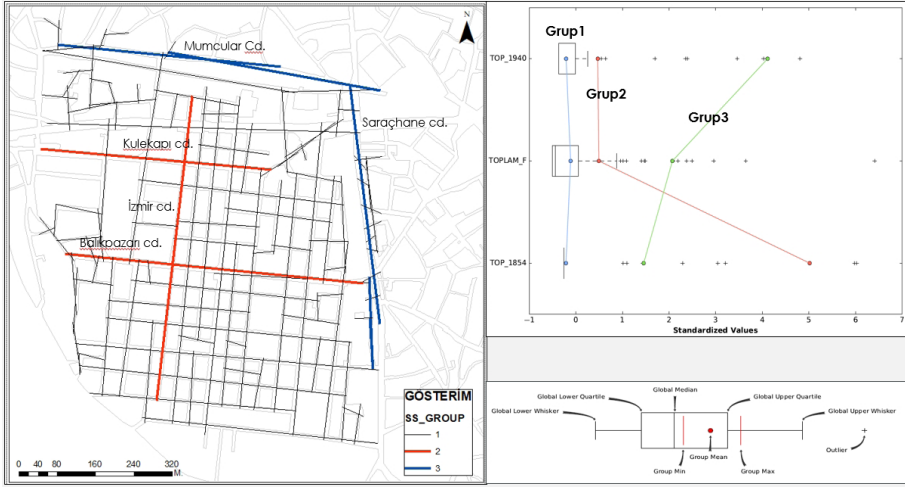 N
Mumcular Cd.
Saraçhane cd.
Kulekapı cd.
İzmir cd.
Balıkpazarı cd.
GÖSTERİM
SS_GROUP
1
2
3
0 40 80 160 240 320
M.
Grup1
Grup2
Grup3
TOP_1940
TOPLAM_F
TOP_1854
−1 0 1 2 3 4 5 6 7
Standardized Values
Global Median
Global Lower Quartile Global Upper Quartile
Global Lower Whisker Global Upper Whisker
Group Mean Outlier
Group Min Group Max